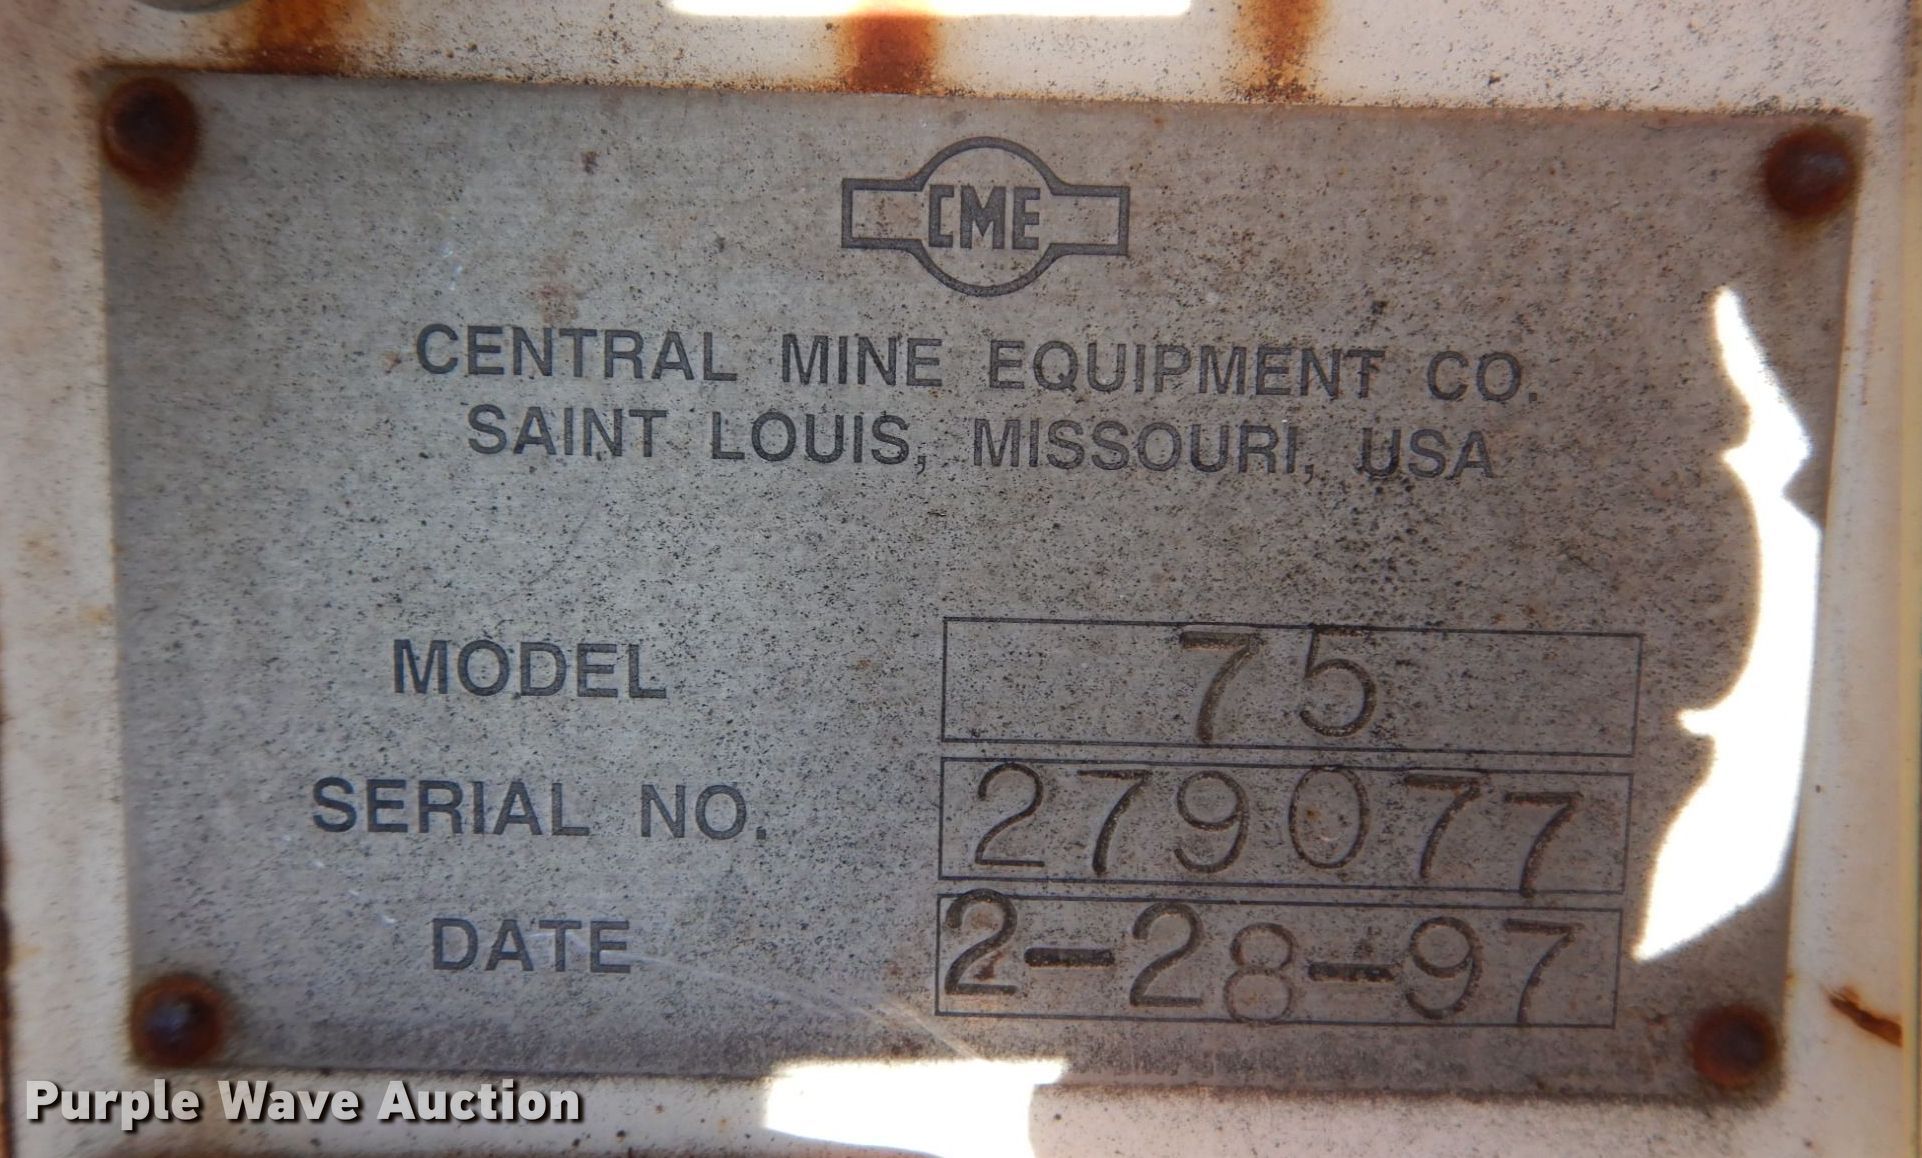 CME
CENTRAL MINE EQUIPMENT CO.
SAINT LOUIS, MISSOURI, USA
MODEL 75
SERIAL NO. 279077
DATE 2-28-97
Purple Wave Auction